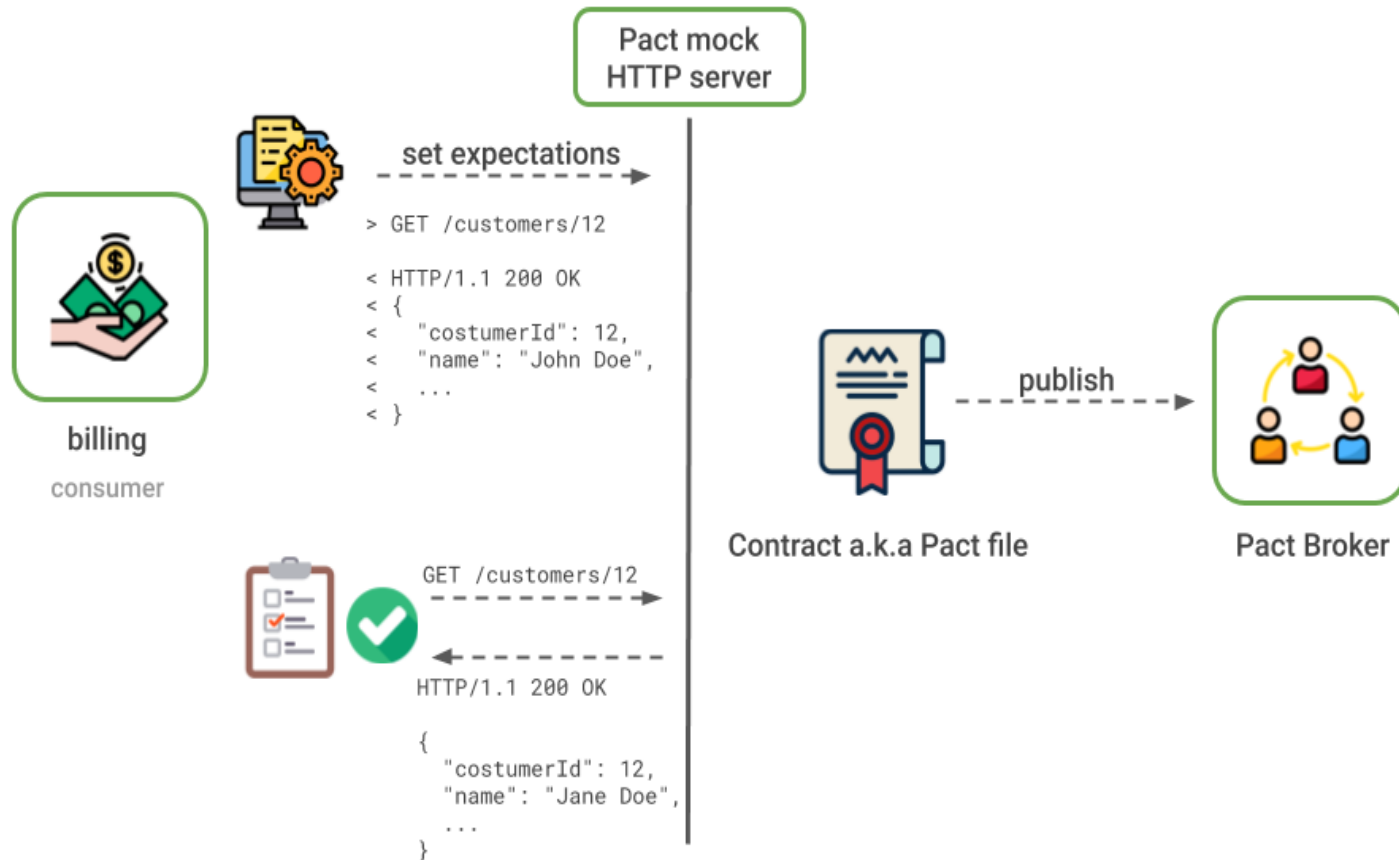 Pact mock
HTTP server
set expectations
> GET /customers/12
< HTTP/1.1 200 OK
< {
<   "costumerId": 12,
<   "name": "John Doe",
<   ...
< }
billing
consumer
publish
Contract a.k.a Pact file
Pact Broker
GET /customers/12
HTTP/1.1 200 OK
{
  "costumerId": 12,
  "name": "Jane Doe",
  ...
}